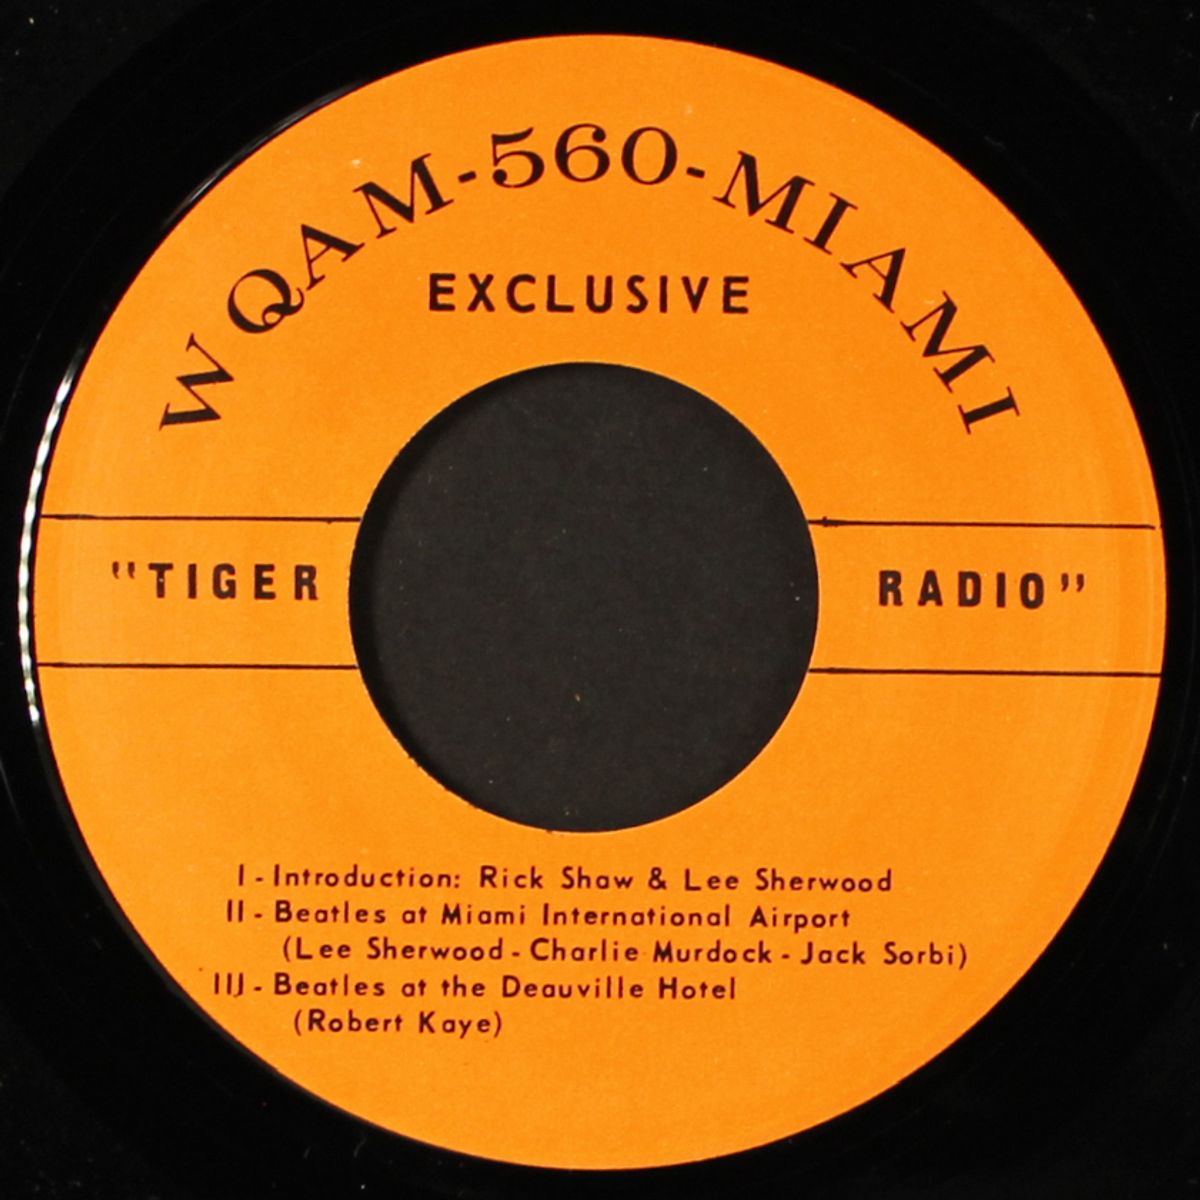 WQAM-560-MIAMI
EXCLUSIVE
"TIGER RADIO"
I - Introduction: Rick Shaw & Lee Sherwood
II - Beatles at Miami International Airport
(Lee Sherwood - Charlie Murdock - Jack Sorbi)
III - Beatles at the Deauville Hotel
(Robert Kaye)